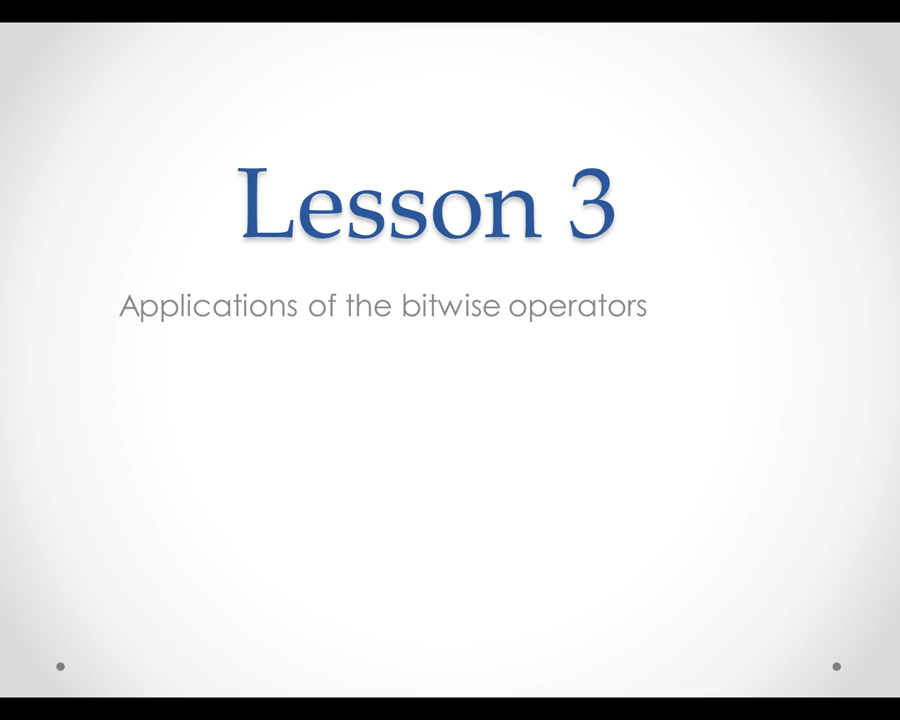 Lesson 3
Applications of the bitwise operators